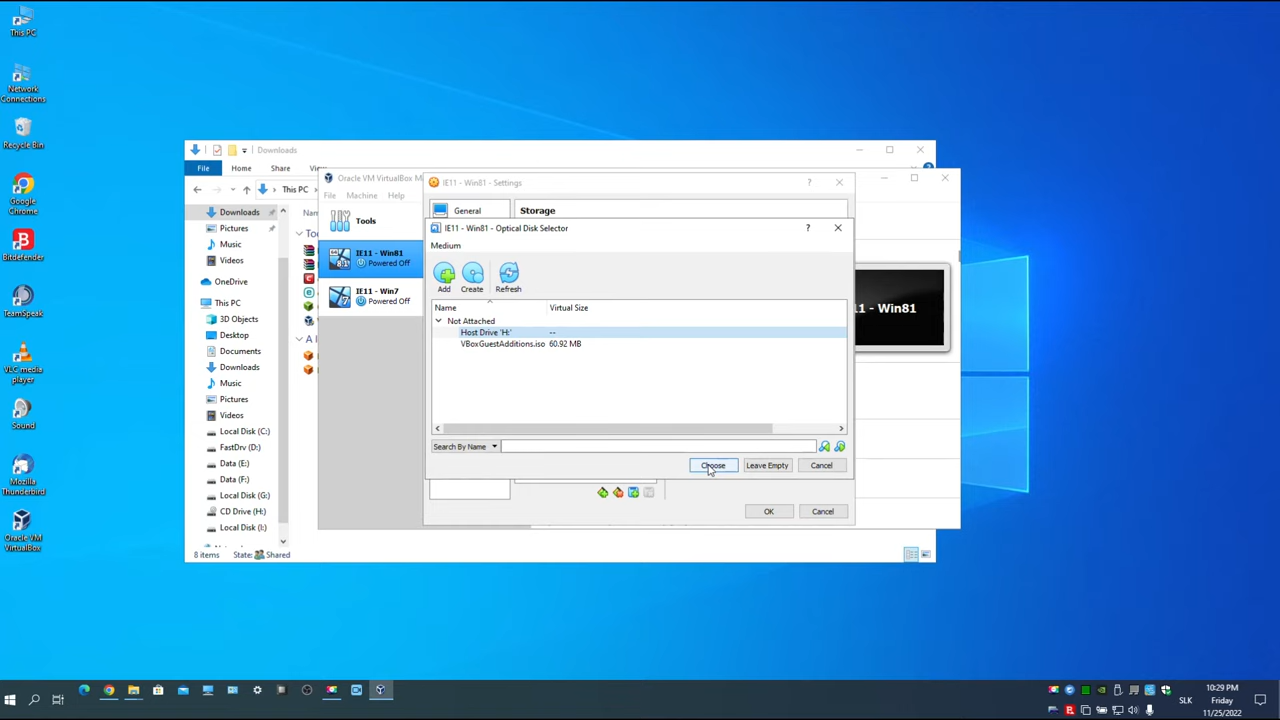 This PC
Network
Connections
Recycle Bin
Google
Chrome
Bitdefender
TeamSpeak
VLC media
player
Sound
Mozilla
Thunderbird
Oracle VM
VirtualBox
Downloads
File
Home
Share
This PC
Downloads
Pictures
Music
Videos
OneDrive
This PC
3D Objects
Desktop
Documents
Downloads
Music
Pictures
Videos
Local Disk (C:)
FastDrv (D:)
Data (E:)
Data (F:)
Local Disk (G:)
CD Drive (H:)
Local Disk (I:)
8 items
State:
Shared
Oracle VM VirtualBox M
File
Machine
Help
Tools
IE11 - Win81
Powered Off
IE11 - Win7
Powered Off
IE11 - Win81 - Settings
?
General
Storage
OK
Cancel
IE11 - Win81 - Optical Disk Selector
?
Medium
Add
Create
Refresh
Name
Virtual Size
Not Attached
Host Drive 'H:'
--
VBoxGuestAdditions.iso
60.92 MB
Search By Name
Choose
Leave Empty
Cancel
- Win81
SLK
10:29 PM
Friday
11/25/2022